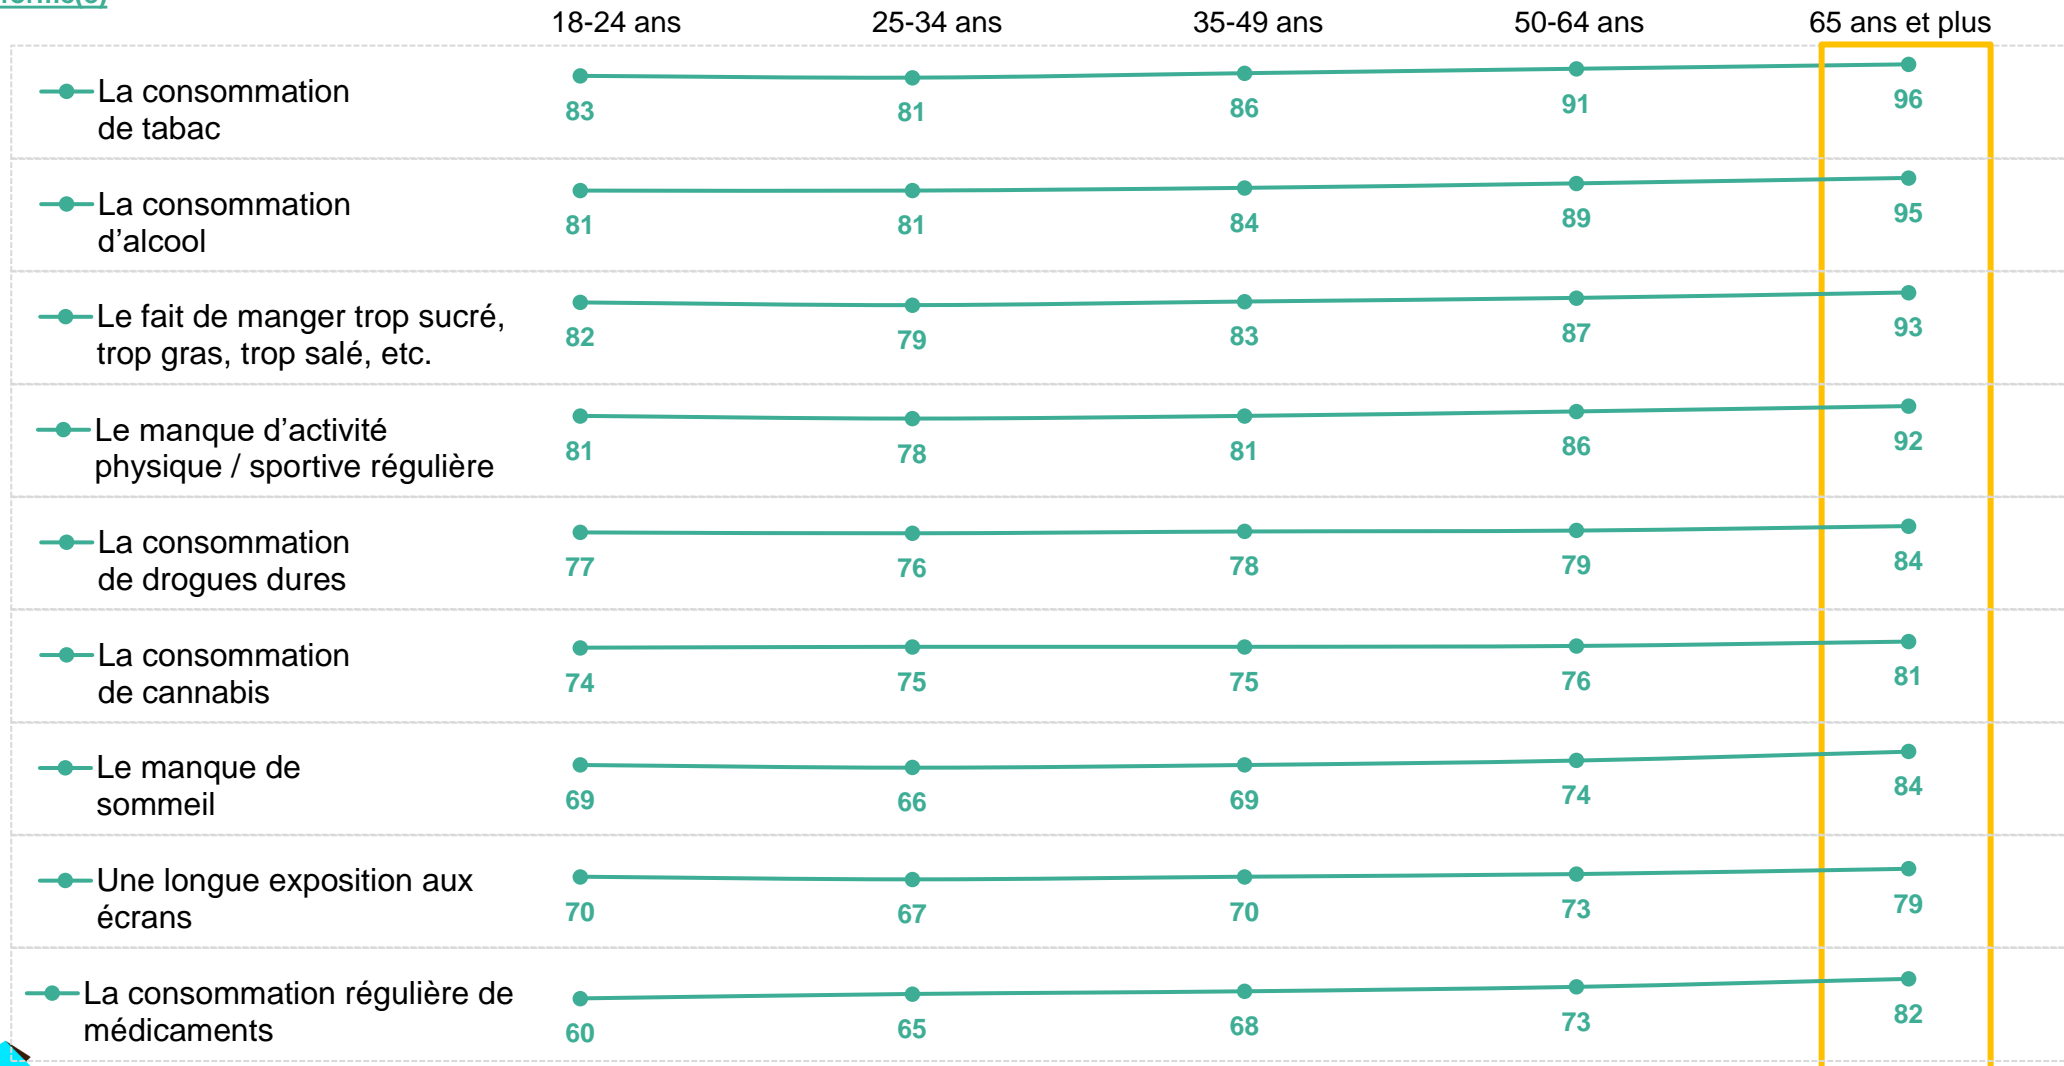 18-24 ans 25-34 ans 35-49 ans 50-64 ans 65 ans et plus
La consommation
de tabac
83 81 86 91 96
La consommation
d’alcool
81 81 84 89 95
Le fait de manger trop sucré,
trop gras, trop salé, etc.
82 79 83 87 93
Le manque d’activité
physique / sportive régulière
81 78 81 86 92
La consommation
de drogues dures
77 76 78 79 84
La consommation
de cannabis
74 75 75 76 81
Le manque de
sommeil
69 66 69 74 84
Une longue exposition aux
écrans
70 67 70 73 79
La consommation régulière de
médicaments
60 65 68 73 82